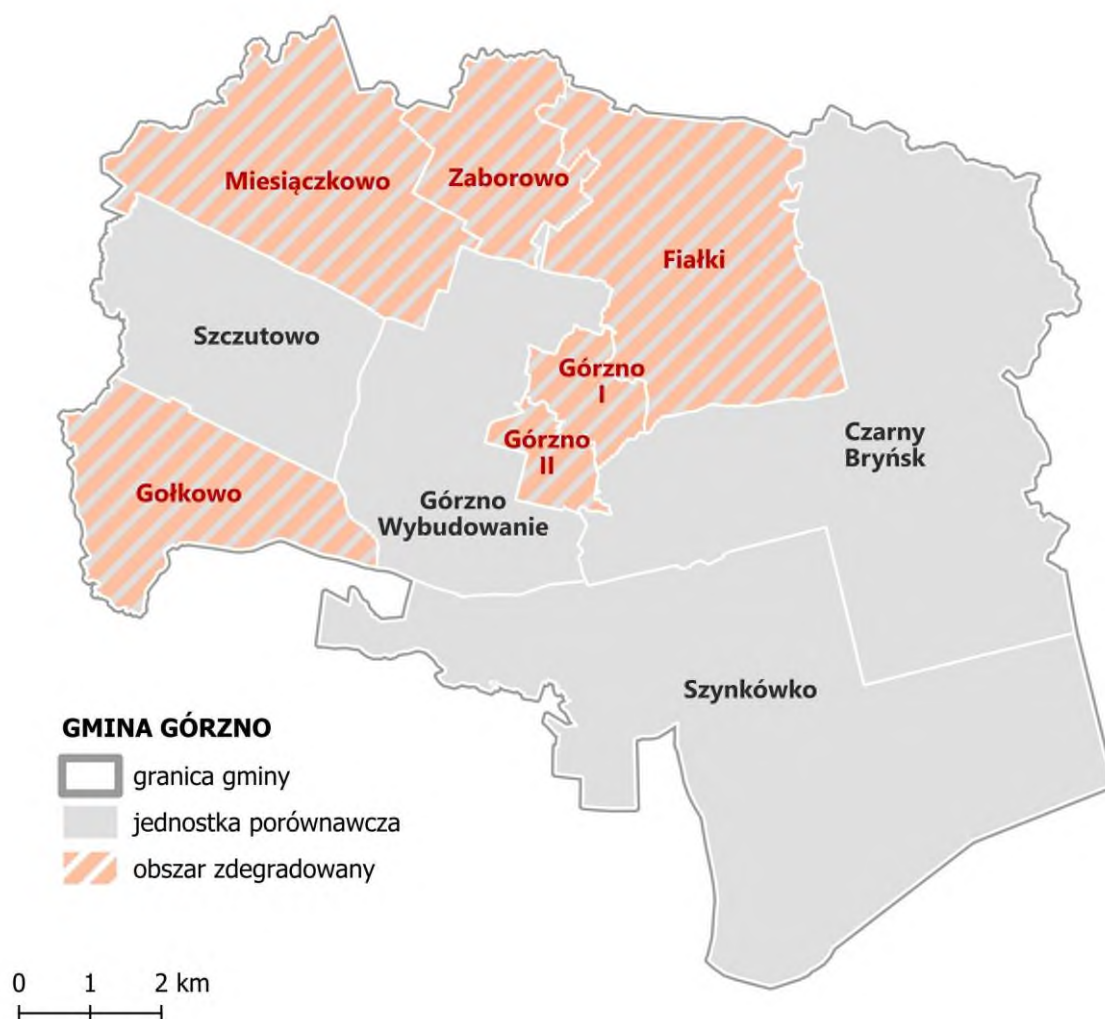 Miesiączkowo
Zaborowo
Fiałki
Szczutowo
Górzno
I
Górzno
II
Czarny
Bryńsk
Gołkowo
Górzno
Wybudowanie
Szynkówko
GMINA GÓRZNO
granica gminy
jednostka porównawcza
obszar zdegradowany
0 1 2 km